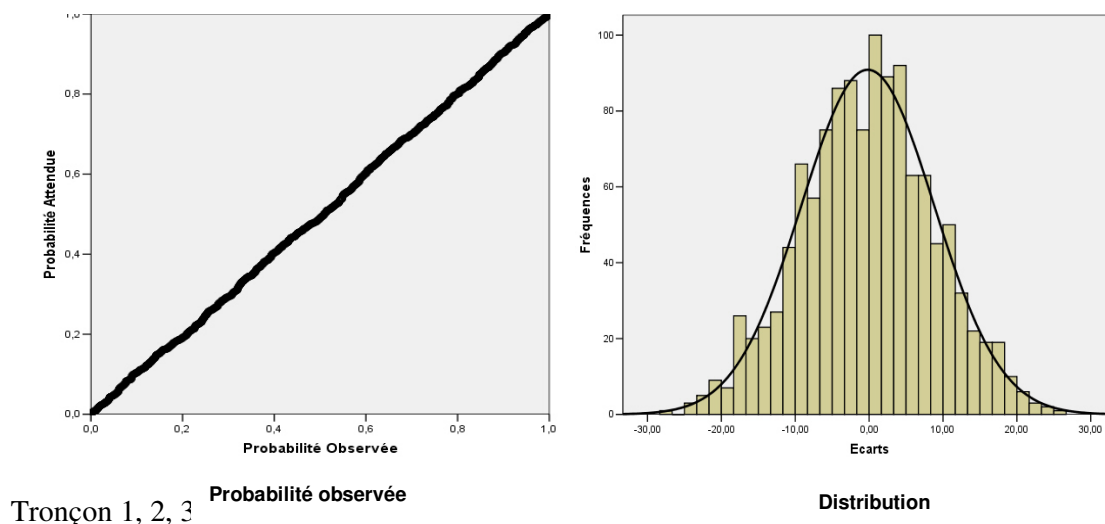 1,0
0,8
0,6
0,4
0,2
0,0
Probabilité Attendue
0,0 0,2 0,4 0,6 0,8 1,0
Probabilité Observée
Probabilité observée
100
80
60
40
20
0
Fréquences
-30,00 -20,00 -10,00 0,00 10,00 20,00 30,00
Ecarts
Distribution
Tronçon 1, 2, 3